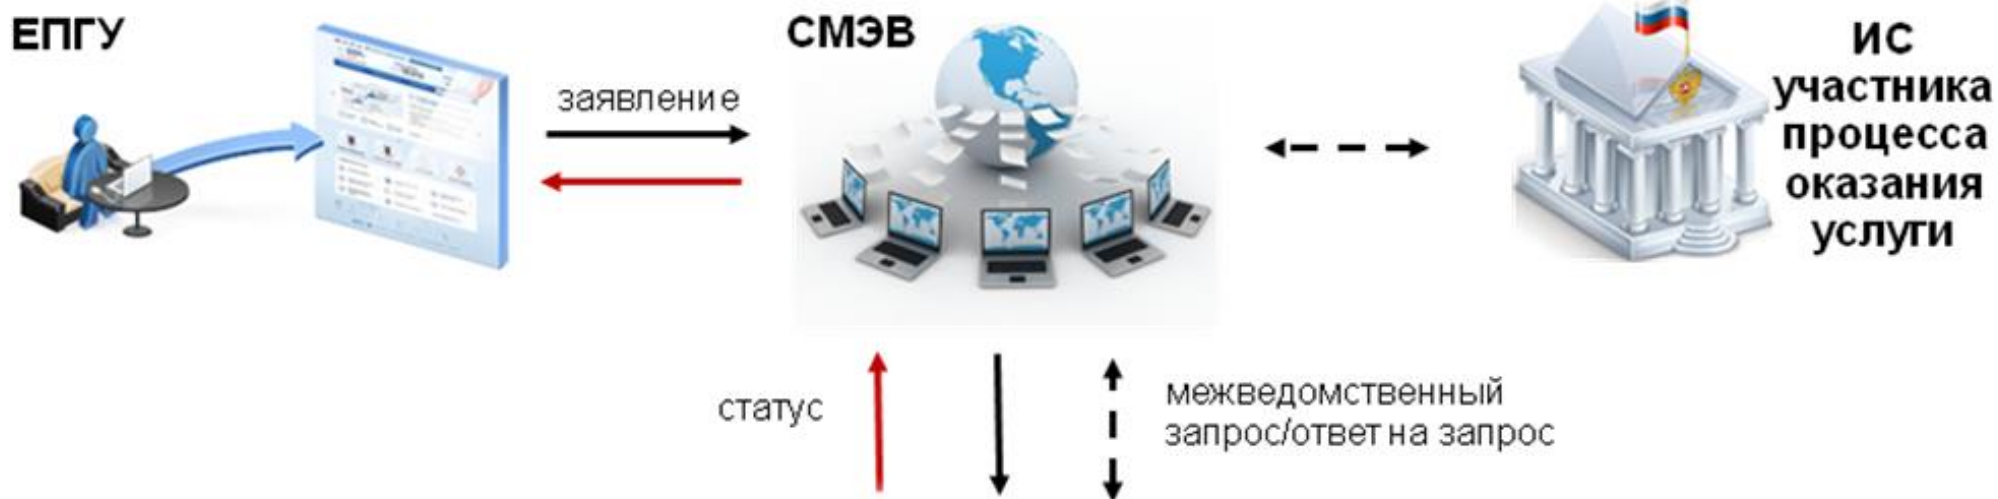 ЕПГУ
СМЭВ
заявление
ИС
участника
процесса
оказания
услуги
статус
межведомственный
запрос/ответ на запрос